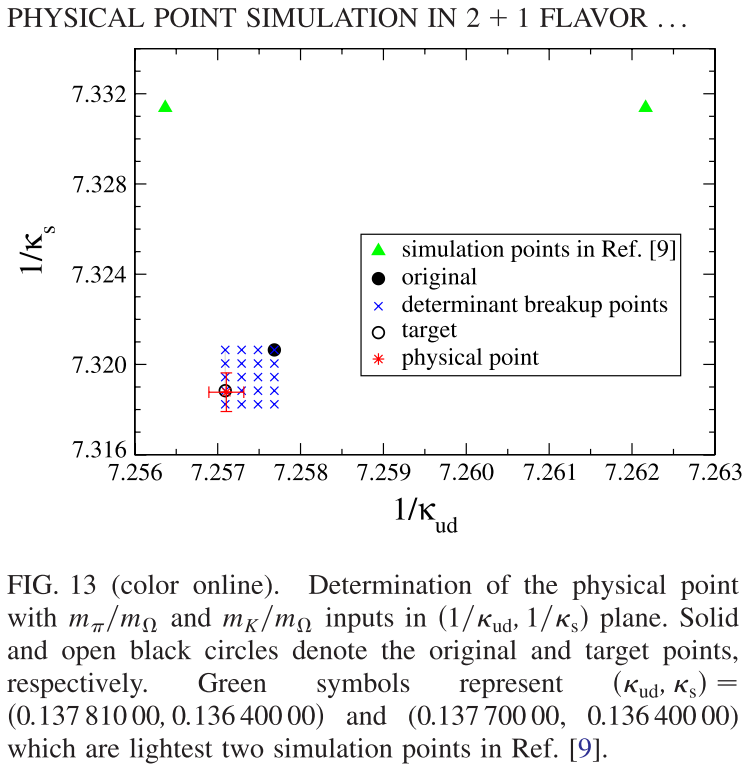 PHYSICAL POINT SIMULATION IN 2 + 1 FLAVOR ...
7.332
7.328
7.324
7.320
7.316
1/κs
simulation points in Ref. [9]
original
determinant breakup points
target
physical point
7.256 7.257 7.258 7.259 7.260 7.261 7.262 7.263
1/κud
FIG. 13 (color online). Determination of the physical point
with mπ/mΩ and mK/mΩ inputs in (1/κud, 1/κs) plane. Solid
and open black circles denote the original and target points,
respectively. Green symbols represent (κud, κs) =
(0.137 810 00, 0.136 400 00) and (0.137 700 00, 0.136 400 00)
which are lightest two simulation points in Ref. [9].